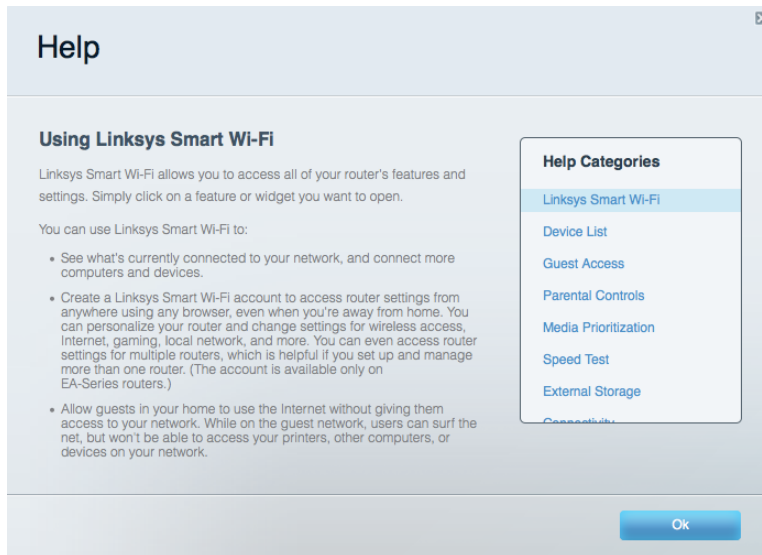 Help
Using Linksys Smart Wi-Fi
Linksys Smart Wi-Fi allows you to access all of your router's features and
settings. Simply click on a feature or widget you want to open.
You can use Linksys Smart Wi-Fi to:
• See what's currently connected to your network, and connect more
computers and devices.
• Create a Linksys Smart Wi-Fi account to access router settings from
anywhere using any browser, even when you're away from home. You
can personalize your router and change settings for wireless access,
Internet, gaming, local network, and more. You can even access router
settings for multiple routers, which is helpful if you set up and manage
more than one router. (The account is available only on
EA-Series routers.)
• Allow guests in your home to use the Internet without giving them
access to your network. While on the guest network, users can surf the
net, but won't be able to access your printers, other computers, or
devices on your network.
Help Categories
Linksys Smart Wi-Fi
Device List
Guest Access
Parental Controls
Media Prioritization
Speed Test
External Storage
Connectivity
Ok